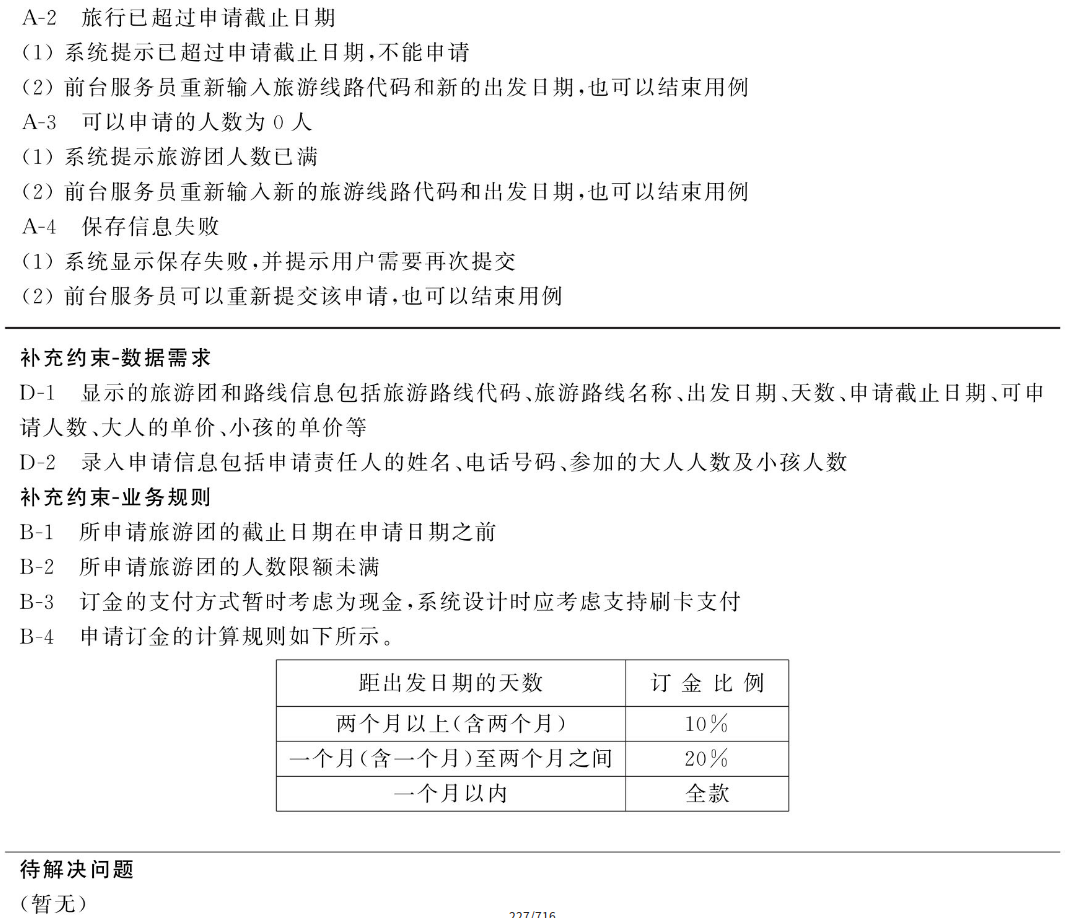 A-2 旅行已超过申请截止日期
(1) 系统提示已超过申请截止日期,不能申请
(2) 前台服务员重新输入旅游线路代码和新的出发日期,也可以结束用例
A-3 可以申请的人数为 0 人
(1) 系统提示旅游团人数已满
(2) 前台服务员重新输入新的旅游线路代码和出发日期,也可以结束用例
A-4 保存信息失败
(1) 系统显示保存失败,并提示用户需要再次提交
(2) 前台服务员可以重新提交该申请,也可以结束用例
补充约束-数据需求
D-1 显示的旅游团和路线信息包括旅游路线代码、旅游路线名称、出发日期、天数、申请截止日期、可申
请人数、大人的单价、小孩的单价等
D-2 录入申请信息包括申请责任人的姓名、电话号码、参加的大人人数及小孩人数
补充约束-业务规则
B-1 所申请旅游团的截止日期在申请日期之前
B-2 所申请旅游团的人数限额未满
B-3 订金的支付方式暂时考虑为现金,系统设计时应考虑支持刷卡支付
B-4 申请订金的计算规则如下所示。
距出发日期的天数 订金比例
两个月以上(含两个月) 10%
一个月(含一个月)至两个月之间 20%
一个月以内 全款
待解决问题
(暂无)
227/716